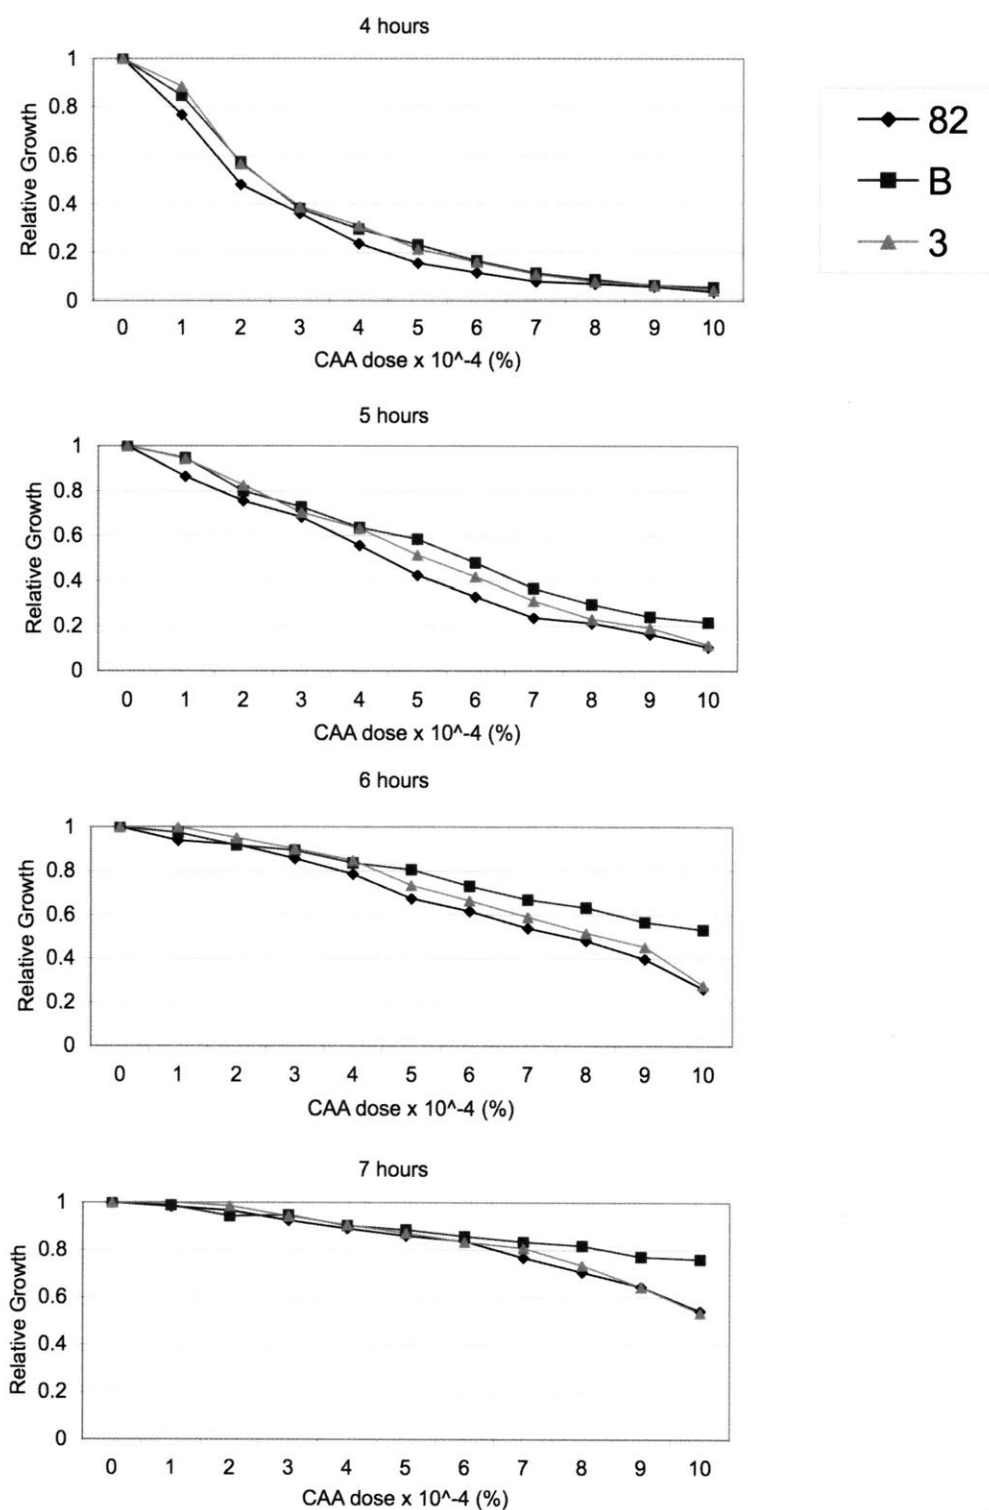 4 hours
1
0.8
0.6
0.4
0.2
0
Relative Growth
0 1 2 3 4 5 6 7 8 9 10
CAA dose x 10^-4 (%)
82
B
3
5 hours
1
0.8
0.6
0.4
0.2
0
Relative Growth
0 1 2 3 4 5 6 7 8 9 10
CAA dose x 10^-4 (%)
6 hours
1
0.8
0.6
0.4
0.2
0
Relative Growth
0 1 2 3 4 5 6 7 8 9 10
CAA dose x 10^-4 (%)
7 hours
1
0.8
0.6
0.4
0.2
0
Relative Growth
0 1 2 3 4 5 6 7 8 9 10
CAA dose x 10^-4 (%)